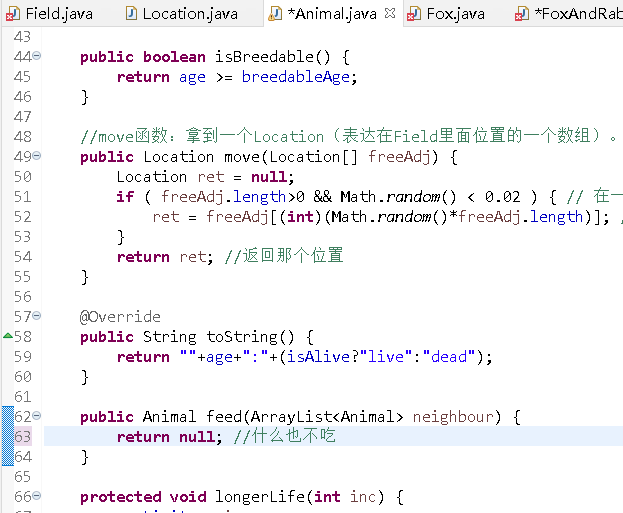 Field.java Location.java *Animal.java Fox.java *FoxAndRab
43
44 public boolean isBreedable() {
45 return age >= breedableAge;
46 }
47
48 //move函数：拿到一个Location（表达在Field里面位置的一个数组）。
49 public Location move(Location[] freeAdj) {
50 Location ret = null;
51 if ( freeAdj.length>0 && Math.random() < 0.02 ) { // 在一
52 ret = freeAdj[(int)(Math.random()*freeAdj.length)]; /
53 }
54 return ret; //返回那个位置
55 }
56
57 @Override
58 public String toString() {
59 return ""+age+":"+(isAlive?"live":"dead");
60 }
61
62 public Animal feed(ArrayList<Animal> neighbour) {
63 return null; //什么也不吃
64 }
65
66 protected void longerLife(int inc) {